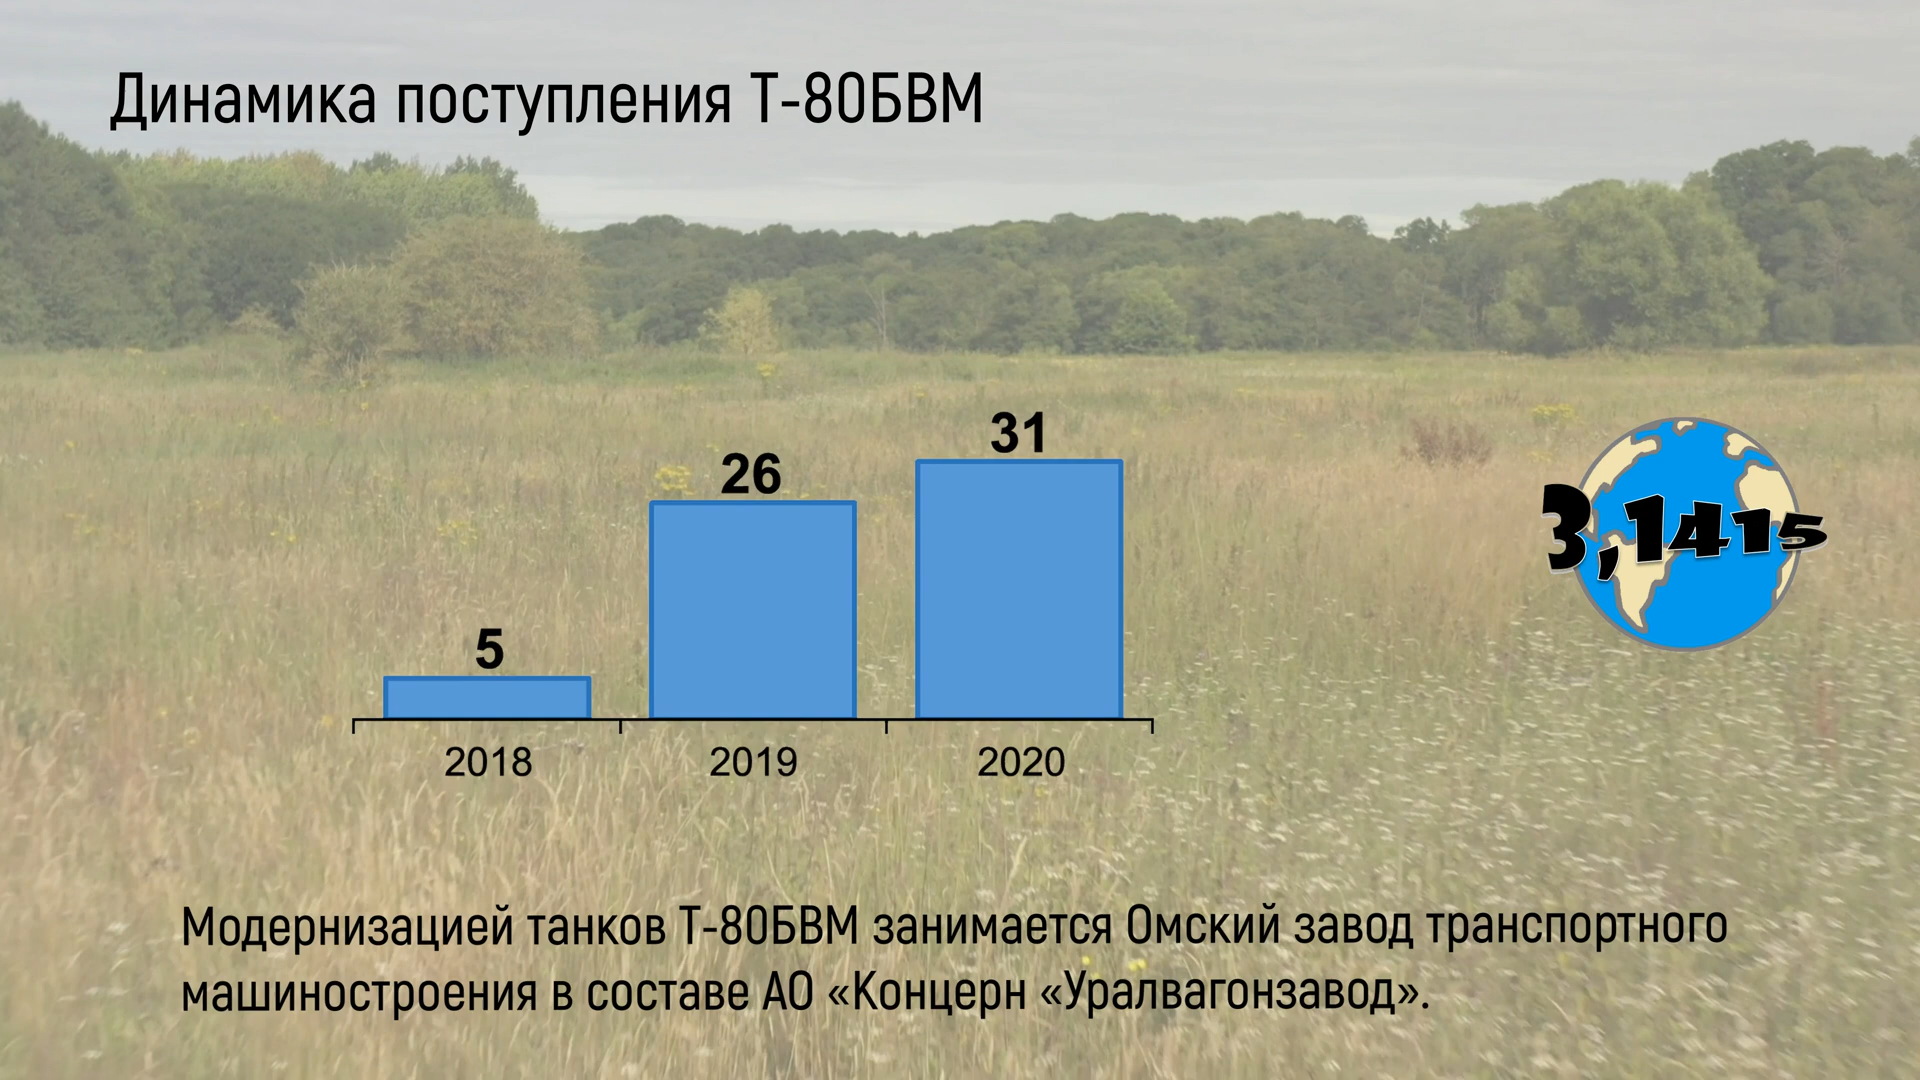 Динамика поступления Т-80БВМ
31
26
5
2018 2019 2020
3,1415
Модернизацией танков Т-80БВМ занимается Омский завод транспортного
машиностроения в составе АО «Концерн «Уралвагонзавод».